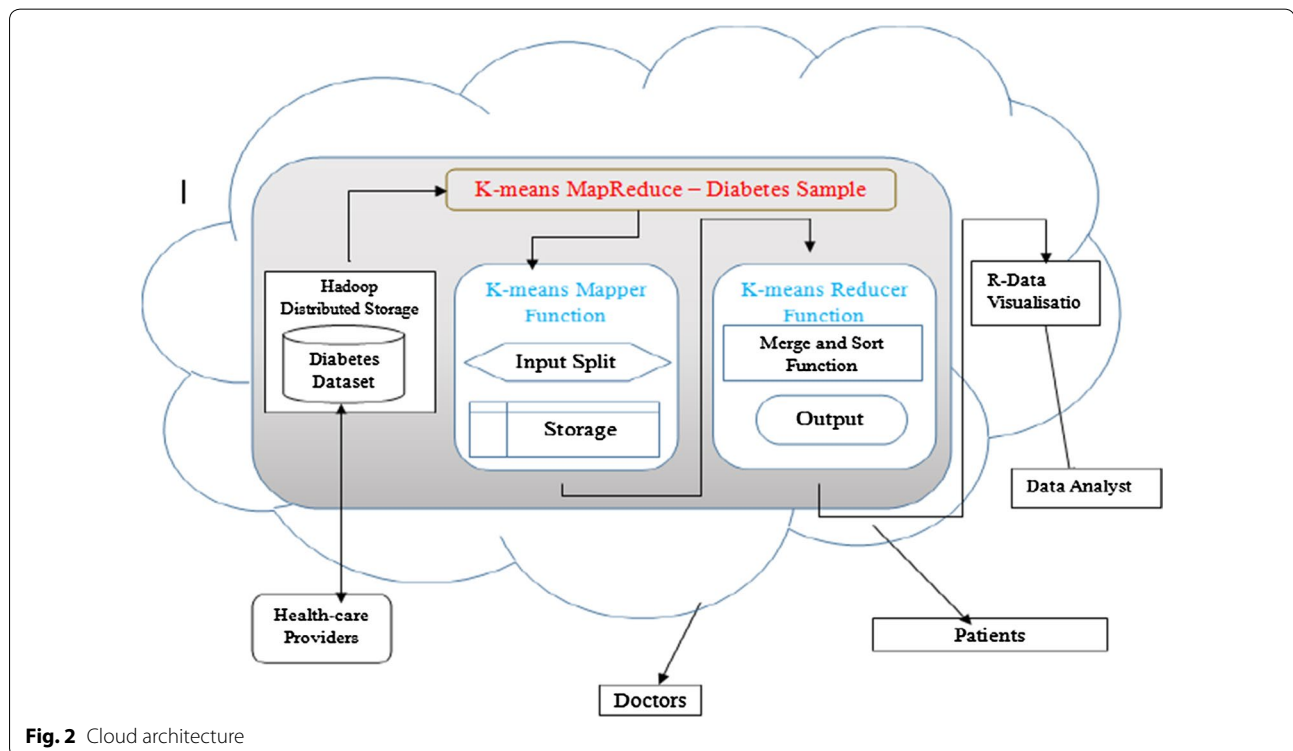 K-means MapReduce – Diabetes Sample
Hadoop
Distributed Storage
Diabetes
Dataset
K-means Mapper
Function
Input Split
Storage
K-means Reducer
Function
Merge and Sort
Function
Output
R-Data
Visualisatio
Data Analyst
Health-care
Providers
Patients
Doctors
Fig. 2 Cloud architecture